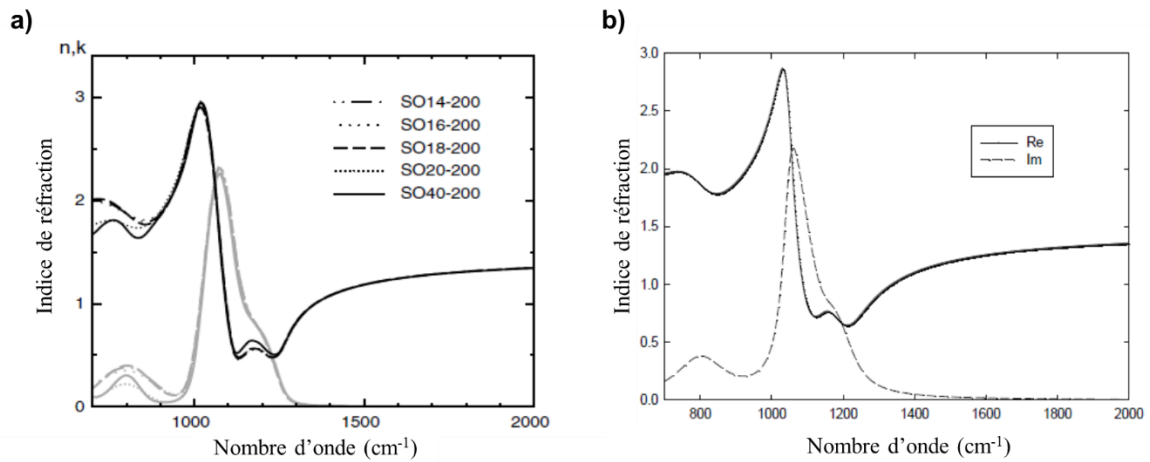 a)
n,k
Indice de réfraction
3
2
1
0
SO14-200
SO16-200
SO18-200
SO20-200
SO40-200
1000
1500
2000
Nombre d'onde (cm-1)
b)
Indice de réfraction
3.0
2.5
2.0
1.5
1.0
0.5
0.0
Re
Im
800
1000
1200
1400
1600
1800
2000
Nombre d'onde (cm-1)